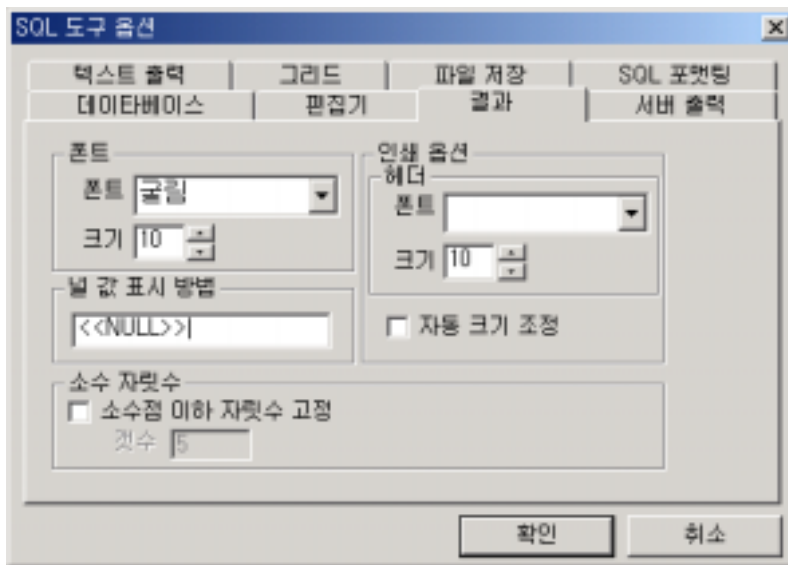 SQL 도구 옵션
텍스트 출력 그리드 파일 저장 SQL 포맷팅
데이타베이스 편집기 결과 서버 출력
폰트 인쇄 옵션
헤더
폰트 굴림 폰트
크기 10 크기 10
널 값 표시 방법
<<NULL>> 자동 크기 조정
소수 자릿수
소수점 이하 자릿수 고정
갯수 5
확인 취소